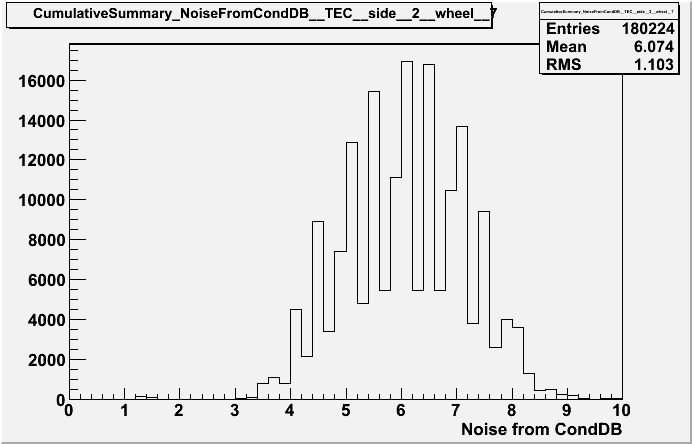 CumulativeSummary_NoiseFromCondDB__TEC__side__2__wheel__7
CumulativeSummary_NoiseFromCondDB__TEC__side__2__wheel__7
Entries 180224
Mean 6.074
RMS 1.103
16000
14000
12000
10000
8000
6000
4000
2000
0
0 1 2 3 4 5 6 7 8 9 10
Noise from CondDB